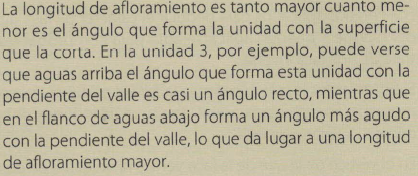 La longitud de afloramiento es tanto mayor cuanto me-
nor es el ángulo que forma la unidad con la superficie
que la corta. En la unidad 3, por ejemplo, puede verse
que aguas arriba el ángulo que forma esta unidad con la
pendiente del valle es casi un ángulo recto, mientras que
en el flanco de aguas abajo forma un ángulo más agudo
con la pendiente del valle, lo que da lugar a una longitud
de afloramiento mayor.